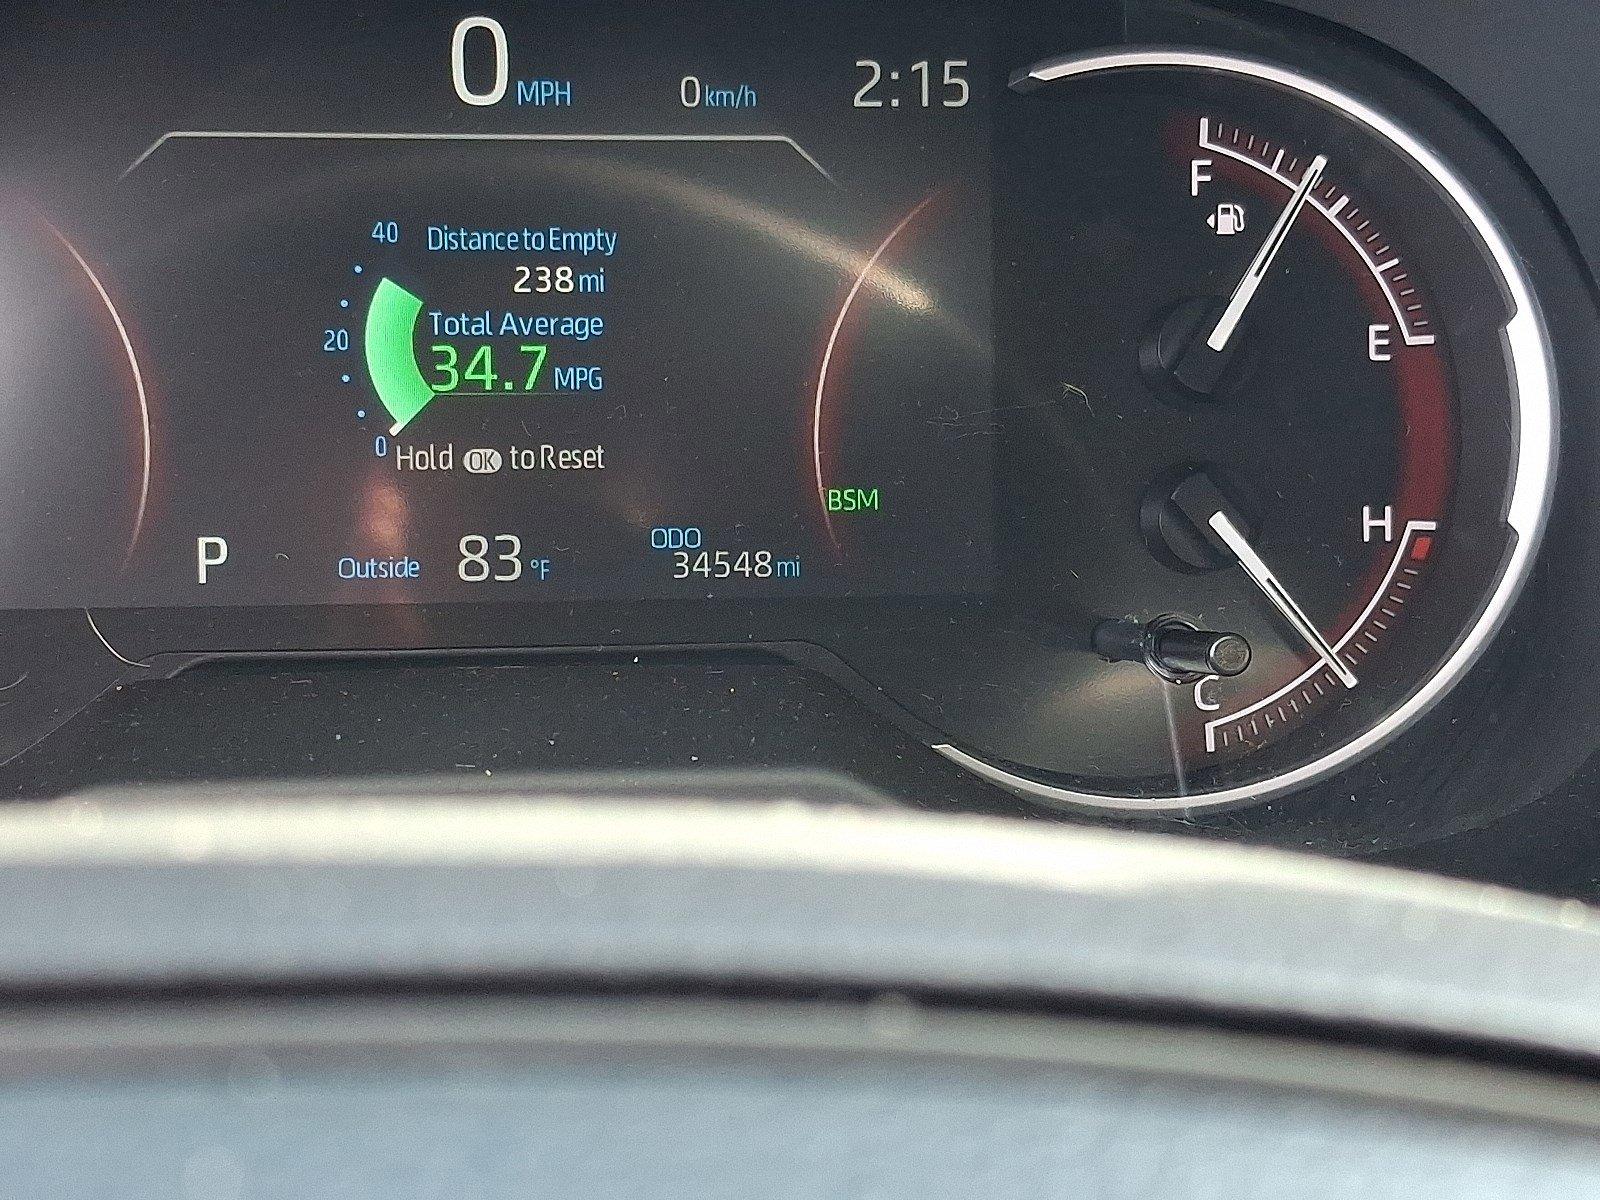 0 MPH 0 km/h 2:15
40 Distance to Empty
238 mi
Total Average
20 34.7 MPG
0 Hold OK to Reset
BSM
P Outside 83 °F ODO 34548 mi
F
E
H
C